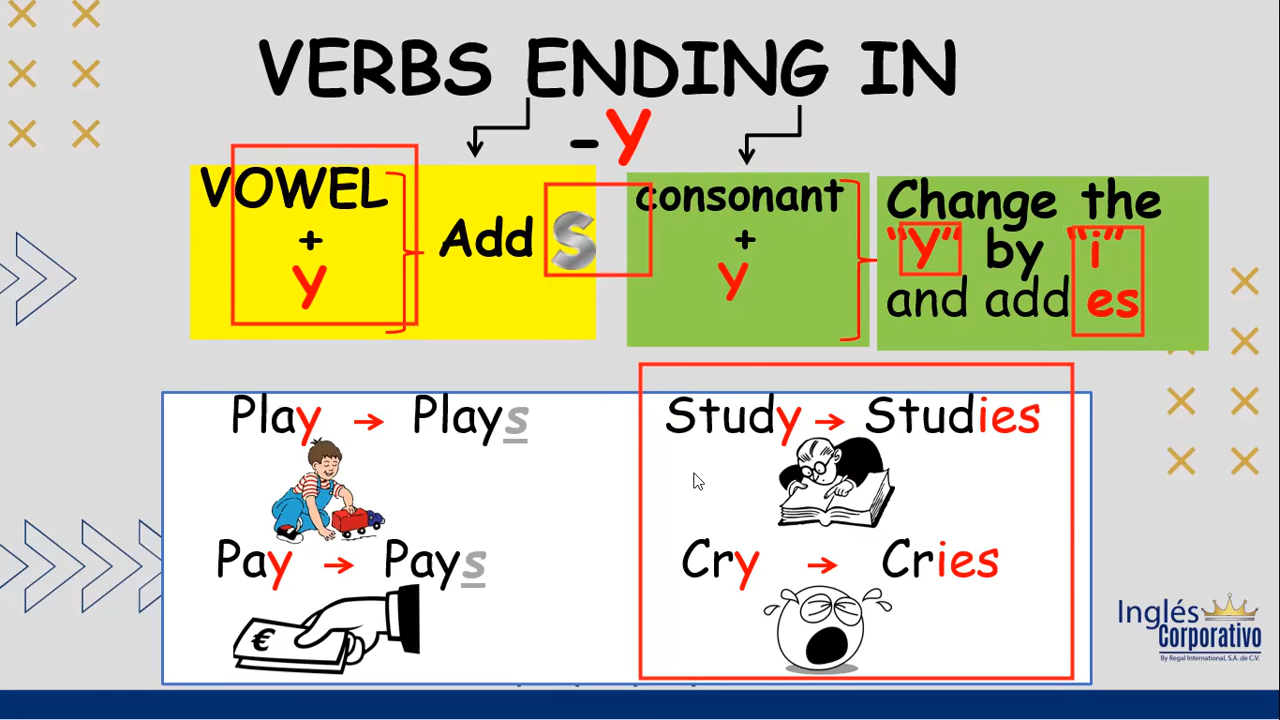 VERBS ENDING IN
-y
VOWEL
+
y
Add S
consonant
+
y
Change the
“Y” by “i”
and add es
Play → Plays
Pay → Pays
Study → Studies
Cry → Cries
€
Inglés
Corporativo
By Regal International, S.A. de C.V.